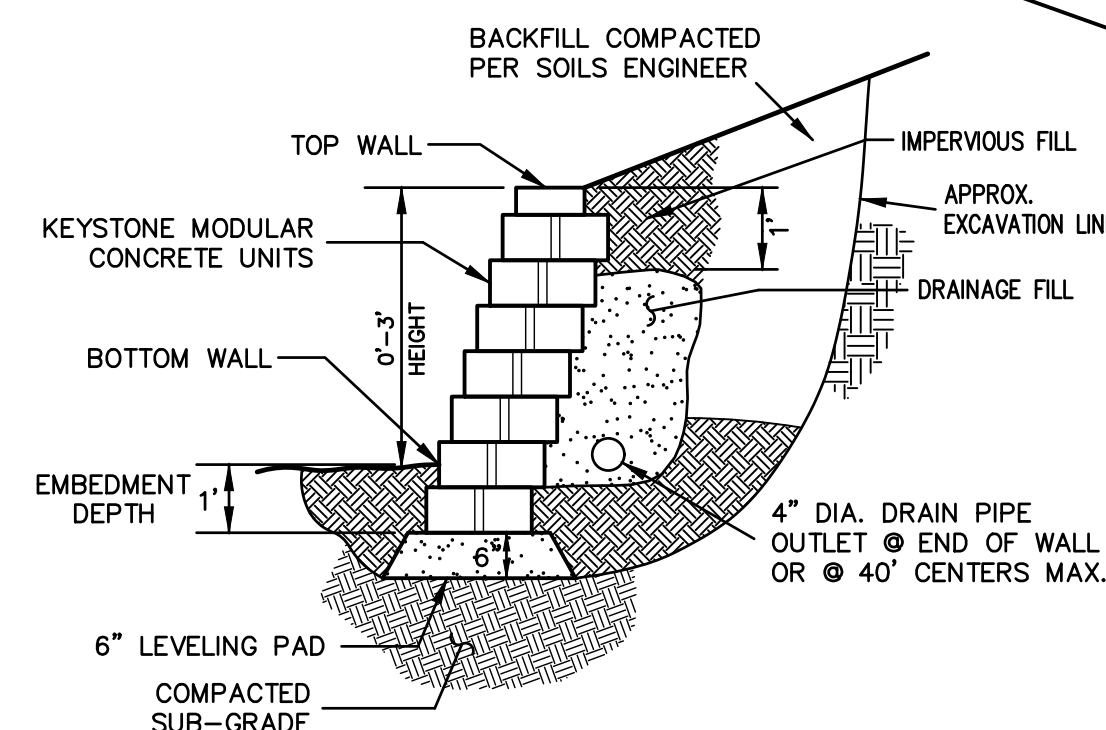 BACKFILL COMPACTED
PER SOILS ENGINEER
TOP WALL
IMPERVIOUS FILL
APPROX.
EXCAVATION LIN
KEYSTONE MODULAR
CONCRETE UNITS
1'
DRAINAGE FILL
0'-3'
HEIGHT
BOTTOM WALL
EMBEDMENT
DEPTH
1'
4" DIA. DRAIN PIPE
OUTLET @ END OF WALL
OR @ 40' CENTERS MAX.
6"
6" LEVELING PAD
COMPACTED
SUB-GRADE